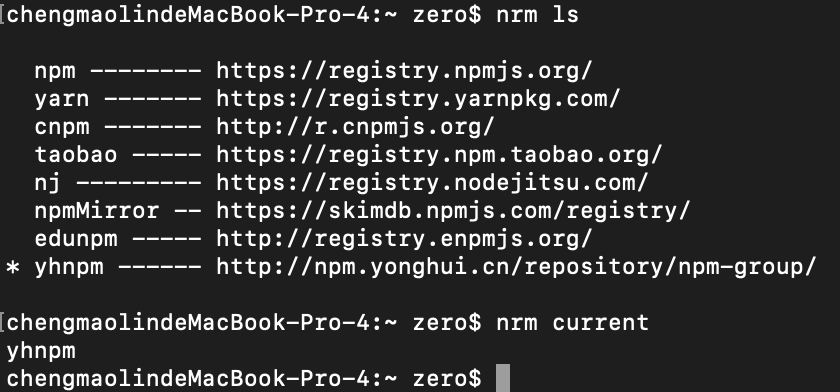 [chengmaolindeMacBook-Pro-4:~ zero$ nrm ls
npm -------- https://registry.npmjs.org/
yarn ------- https://registry.yarnpkg.com/
cnpm ------- http://r.cnpmjs.org/
taobao ----- https://registry.npm.taobao.org/
nj --------- https://registry.nodejitsu.com/
npmMirror -- https://skimdb.npmjs.com/registry/
edunpm ----- http://registry.enpmjs.org/
* yhnpm ------ http://npm.yonghui.cn/repository/npm-group/
[chengmaolindeMacBook-Pro-4:~ zero$ nrm current
yhnpm
chengmaolindeMacBook-Pro-4:~ zero$